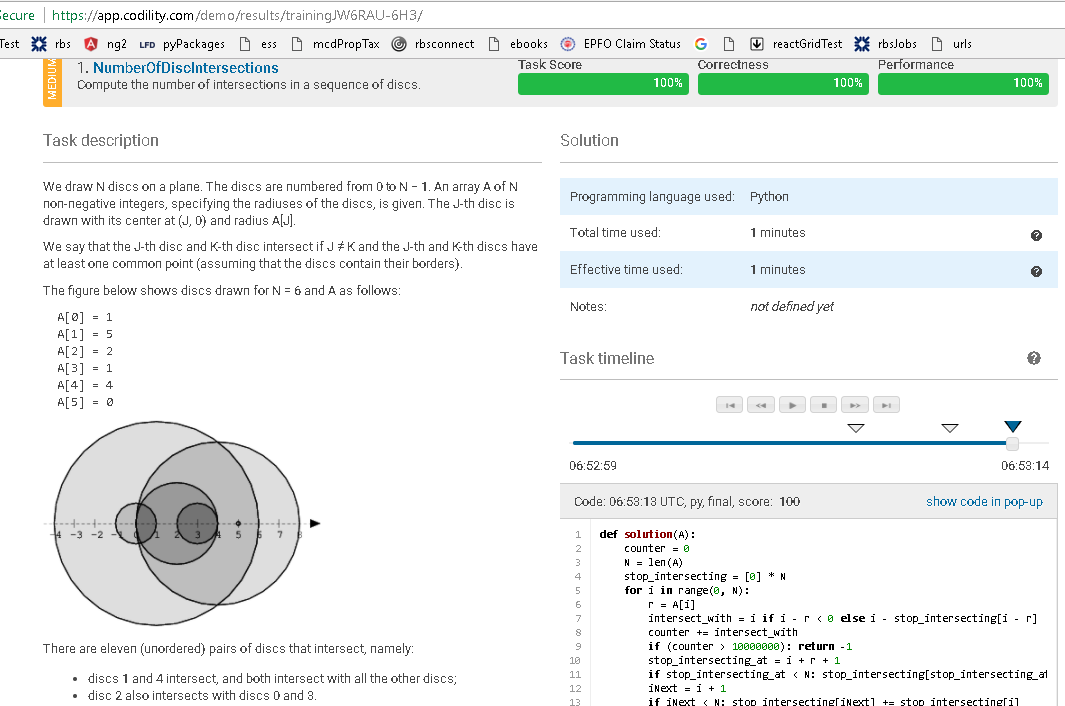 ecure | https://app.codility.com/demo/results/trainingJW6RAU-6H3/
Test rbs ng2 LFD pyPackages ess mcdPropTax rbsconnect ebooks EPFO Claim Status reactGridTest rbsJobs urls
MEDIUM
1. NumberOfDiscIntersections
Compute the number of intersections in a sequence of discs.
Task Score
100%
Correctness
100%
Performance
100%
Task description
We draw N discs on a plane. The discs are numbered from 0 to N − 1. An array A of N
non-negative integers, specifying the radiuses of the discs, is given. The J-th disc is
drawn with its center at (J, 0) and radius A[J].
We say that the J-th disc and K-th disc intersect if J ≠ K and the J-th and K-th discs have
at least one common point (assuming that the discs contain their borders).
The figure below shows discs drawn for N = 6 and A as follows:
A[0] = 1
A[1] = 5
A[2] = 2
A[3] = 1
A[4] = 4
A[5] = 0
-4 -3 -2 -1 0 1 2 3 4 5 6 7 8
There are eleven (unordered) pairs of discs that intersect, namely:
• discs 1 and 4 intersect, and both intersect with all the other discs;
• disc 2 also intersects with discs 0 and 3.
Solution
Programming language used: Python
Total time used: 1 minutes
Effective time used: 1 minutes
Notes: not defined yet
Task timeline
06:52:59 06:53:14
Code: 06:53:13 UTC, py, final, score: 100
show code in pop-up
1 def solution(A):
2 counter = 0
3 N = len(A)
4 stop_intersecting = [0] * N
5 for i in range(0, N):
6 r = A[i]
7 intersect_with = i if i - r < 0 else i - stop_intersecting[i - r]
8 counter += intersect_with
9 if (counter > 10000000): return -1
10 stop_intersecting_at = i + r + 1
11 if stop_intersecting_at < N: stop_intersecting[stop_intersecting_at
12 iNext = i + 1
13 if iNext < N: stop_intersecting[iNext] += stop_intersecting[i]